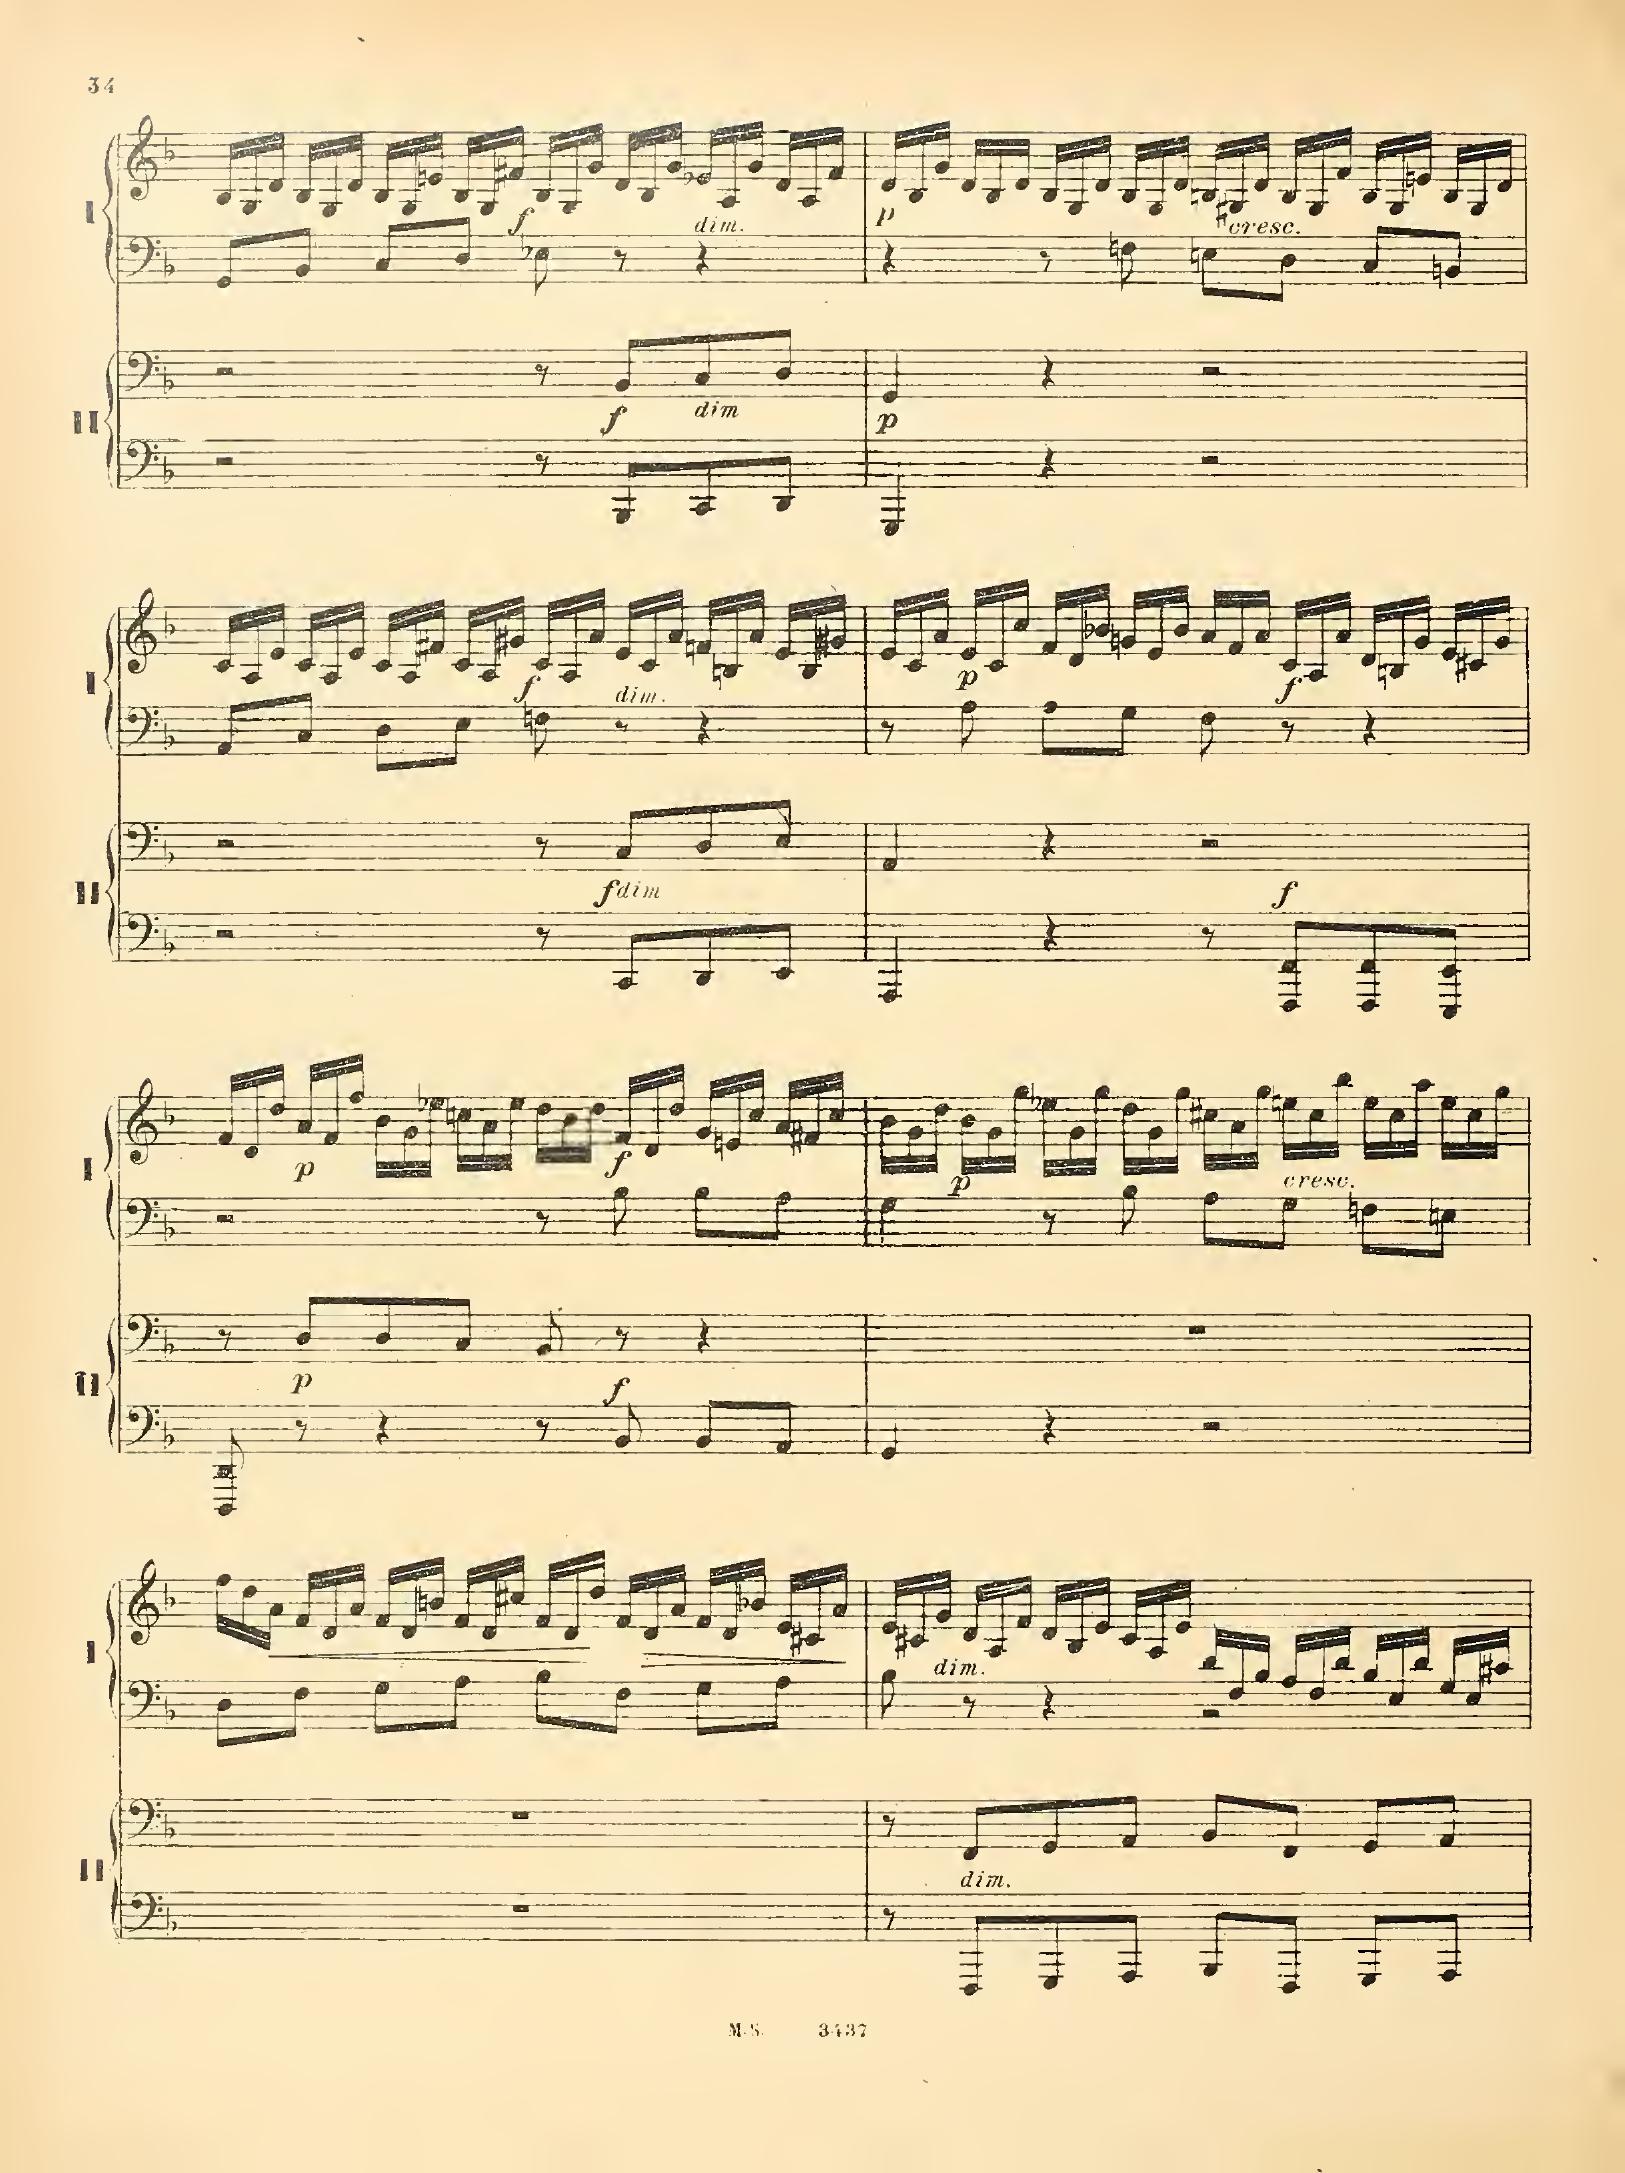 34
I
f dim. p cresc.
II
f dim p
I
f dim. p f
II
f dim f
I
p f p cresc.
II
p f
I
dim.
II
dim.
M.S. 3437